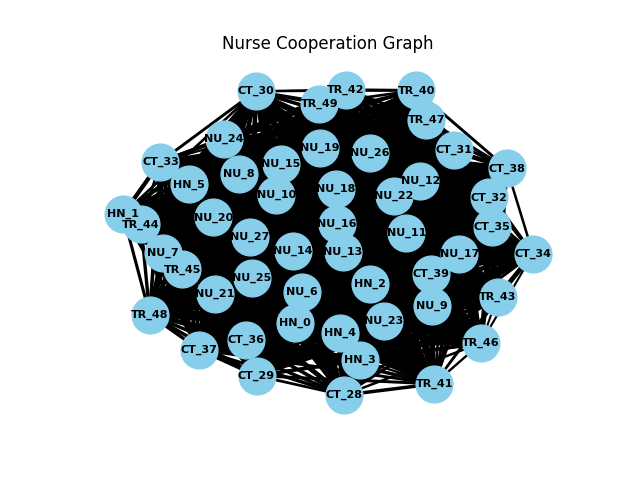 Nurse Cooperation Graph
CT_30
TR_42
TR_40
TR_49
TR_47
NU_24
NU_19
NU_26
CT_31
CT_33
NU_15
CT_38
NU_8
HN_5
NU_12
NU_18
NU_10
NU_22
CT_32
HN_1
NU_20
TR_44
NU_16
CT_35
NU_27
NU_11
NU_14
NU_13
NU_7
NU_17
CT_34
TR_45
CT_39
NU_25
HN_2
NU_6
NU_21
TR_43
NU_9
TR_48
HN_0
NU_23
HN_4
CT_36
TR_46
CT_37
HN_3
CT_29
TR_41
CT_28